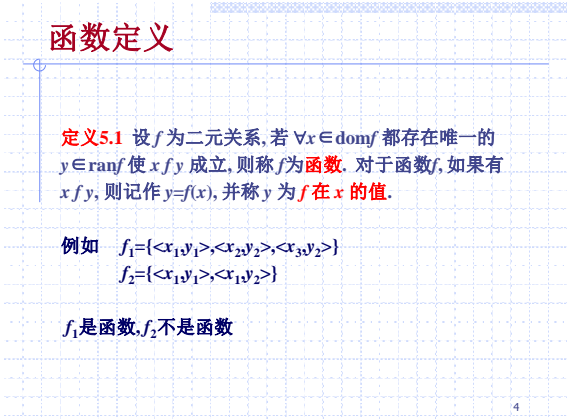 函数定义
定义5.1 设 f 为二元关系, 若 ∀x∈domf 都存在唯一的
y∈ranf 使 x f y 成立, 则称 f为函数. 对于函数f, 如果有
x f y, 则记作 y=f(x), 并称 y 为 f 在 x 的值.
例如 f₁={<x₁,y₁>,<x₂,y₂>,<x₃,y₂>}
f₂={<x₁,y₁>,<x₁,y₂>}
f₁是函数, f₂不是函数
4